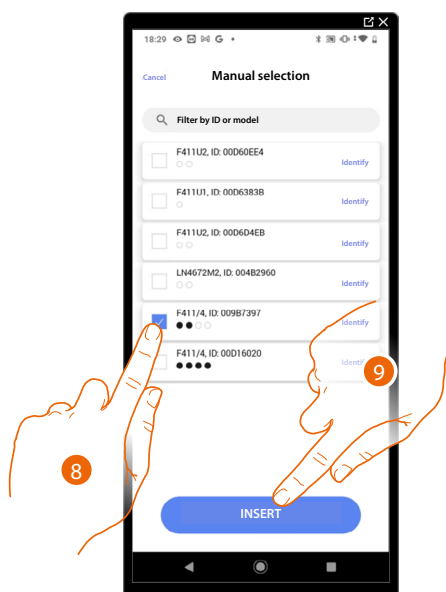 18:29 G
Cancel Manual selection
Filter by ID or model
F411U2, ID: 00D60EE4
Identify
F411U1, ID: 00D6383B
Identify
F411U2, ID: 00D6D4EB
Identify
LN4672M2, ID: 004B2960
Identify
F411/4, ID: 009B7397
Identify
F411/4, ID: 00D16020
Identify
9
8
INSERT